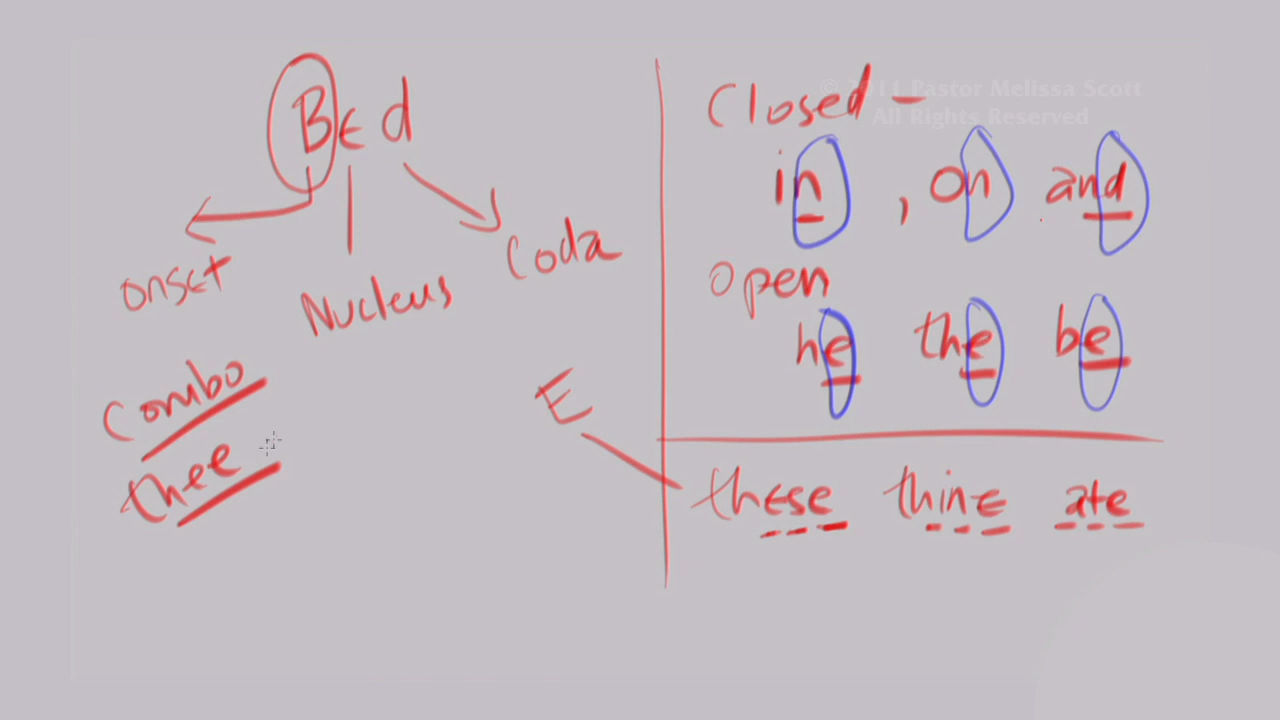 BEd
onset
Nucleus
Coda
Combo
thee
E
Closed -
in , on and
open
he the be
these thine ate
© 2011 Pastor Melissa Scott
All Rights Reserved